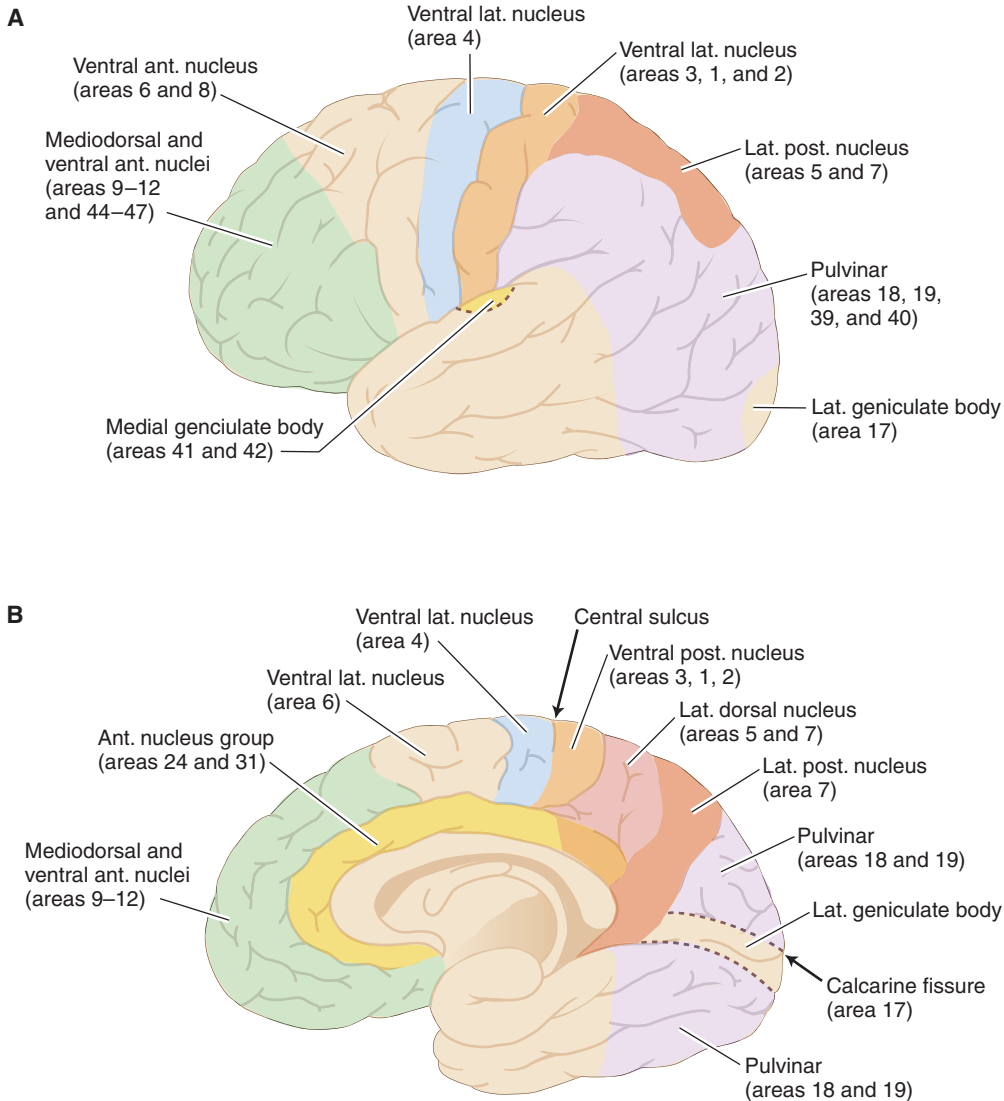 A
Ventral lat. nucleus
(area 4)
Ventral lat. nucleus
(areas 3, 1, and 2)
Ventral ant. nucleus
(areas 6 and 8)
Mediodorsal and
ventral ant. nuclei
(areas 9–12
and 44–47)
Lat. post. nucleus
(areas 5 and 7)
Pulvinar
(areas 18, 19,
39, and 40)
Lat. geniculate body
(area 17)
Medial genciulate body
(areas 41 and 42)
B
Ventral lat. nucleus
(area 4)
Central sulcus
Ventral post. nucleus
(areas 3, 1, 2)
Ventral lat. nucleus
(area 6)
Lat. dorsal nucleus
(areas 5 and 7)
Ant. nucleus group
(areas 24 and 31)
Lat. post. nucleus
(area 7)
Mediodorsal and
ventral ant. nuclei
(areas 9–12)
Pulvinar
(areas 18 and 19)
Lat. geniculate body
Calcarine fissure
(area 17)
Pulvinar
(areas 18 and 19)